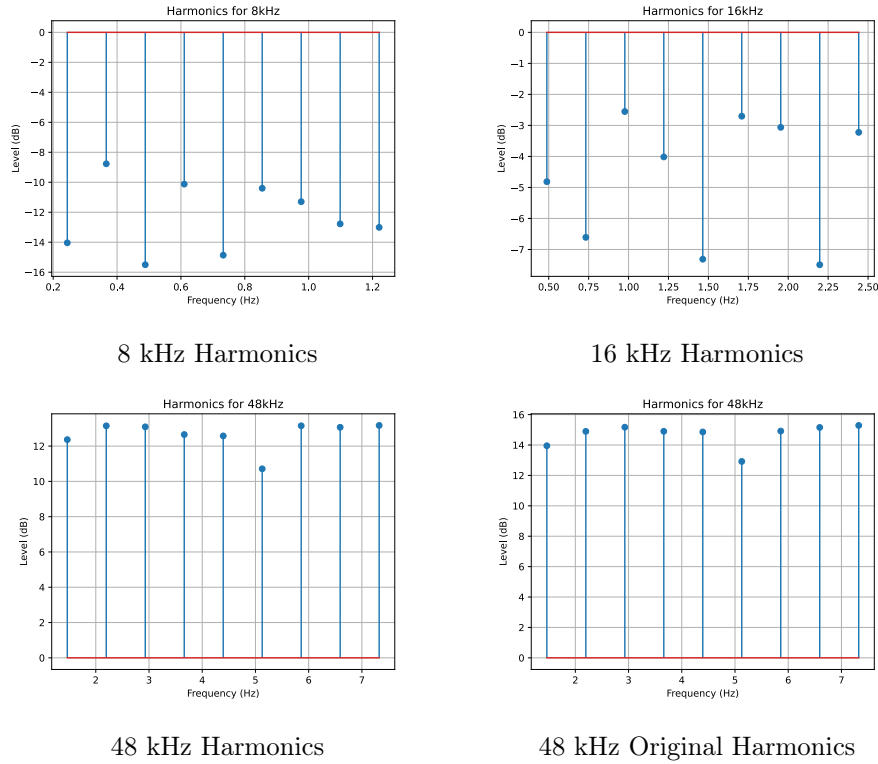 Harmonics for 8kHz
0
−2
−4
−6
−8
−10
−12
−14
−16
Level (dB)
0.2 0.4 0.6 0.8 1.0 1.2
Frequency (Hz)
8 kHz Harmonics
Harmonics for 16kHz
0
−1
−2
−3
−4
−5
−6
−7
Level (dB)
0.50 0.75 1.00 1.25 1.50 1.75 2.00 2.25 2.50
Frequency (Hz)
16 kHz Harmonics
Harmonics for 48kHz
12
10
8
6
4
2
0
Level (dB)
2 3 4 5 6 7
Frequency (Hz)
48 kHz Harmonics
Harmonics for 48kHz
16
14
12
10
8
6
4
2
0
Level (dB)
2 3 4 5 6 7
Frequency (Hz)
48 kHz Original Harmonics